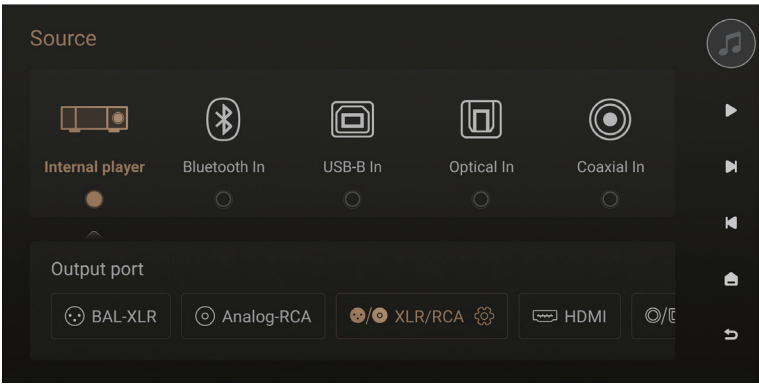 Source
Internal player
Bluetooth In
USB-B In
Optical In
Coaxial In
Output port
BAL-XLR
Analog-RCA
XLR/RCA
HDMI